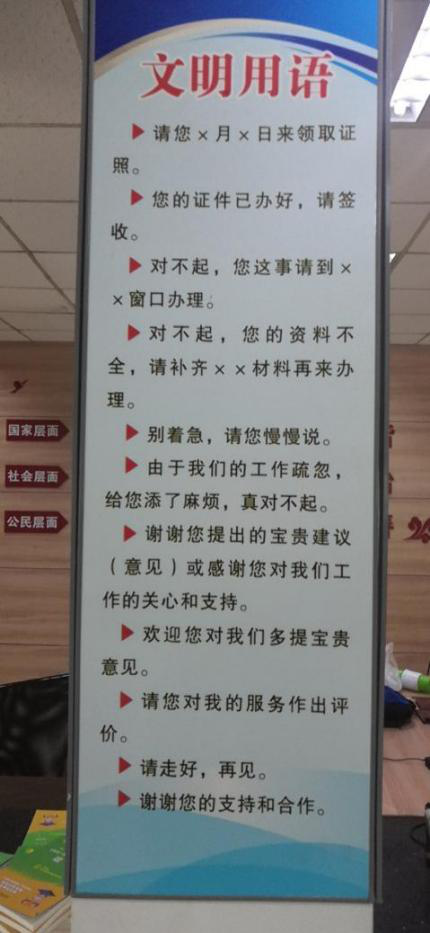 文明用语
请您×月×日来领取证
照。
您的证件已办好，请签
收。
对不起，您这事请到×
×窗口办理。
对不起，您的资料不
全，请补齐××材料再来办
理。
别着急，请您慢慢说。
由于我们的工作疏忽，
给您添了麻烦，真对不起。
谢谢您提出的宝贵建议
（意见）或感谢您对我们工
作的关心和支持。
欢迎您对我们多提宝贵
意见。
请您对我的服务作出评
价。
请走好，再见。
谢谢您的支持和合作。
国家层面
社会层面
公民层面